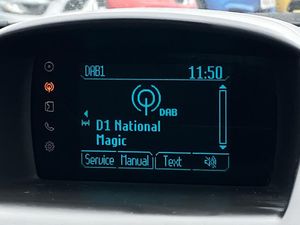 DAB1 11:50
DAB
D1 National
Magic
Service Manual Text